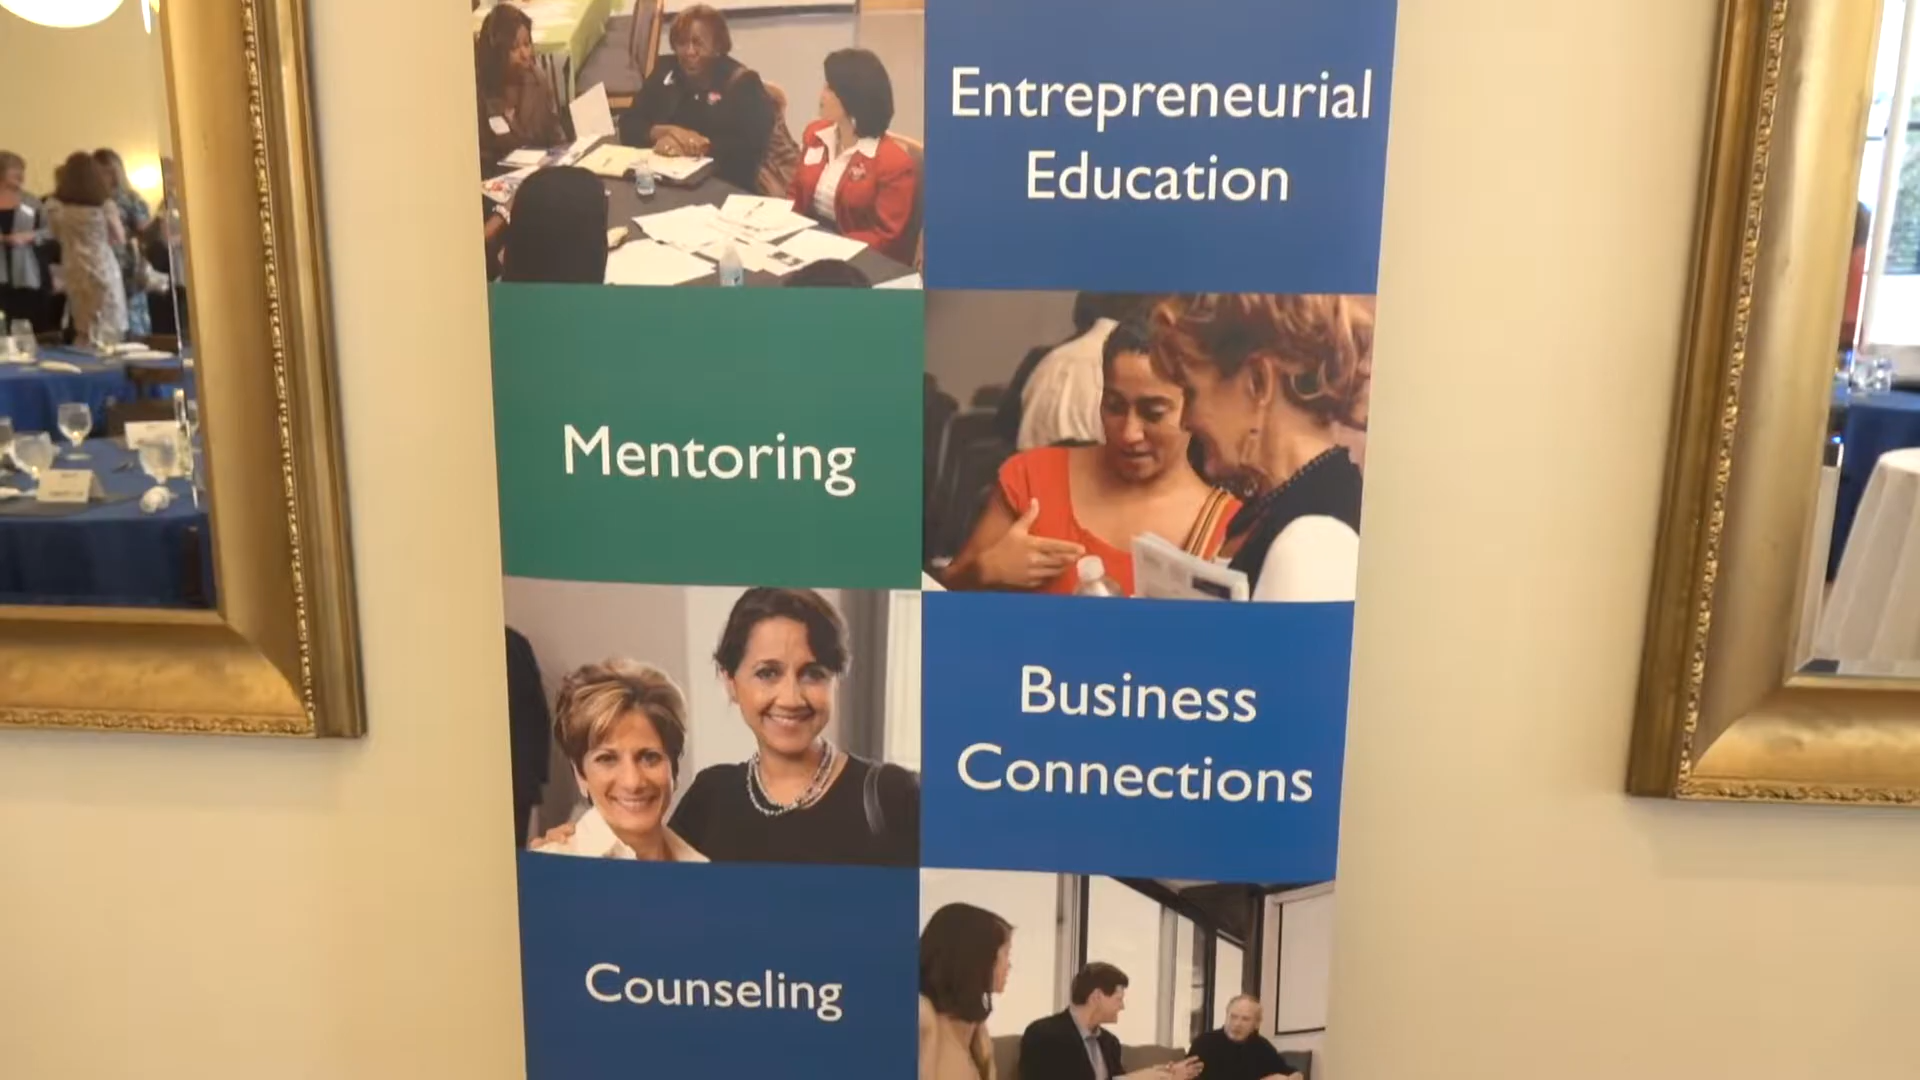 Entrepreneurial
Education
Mentoring
Business
Connections
Counseling